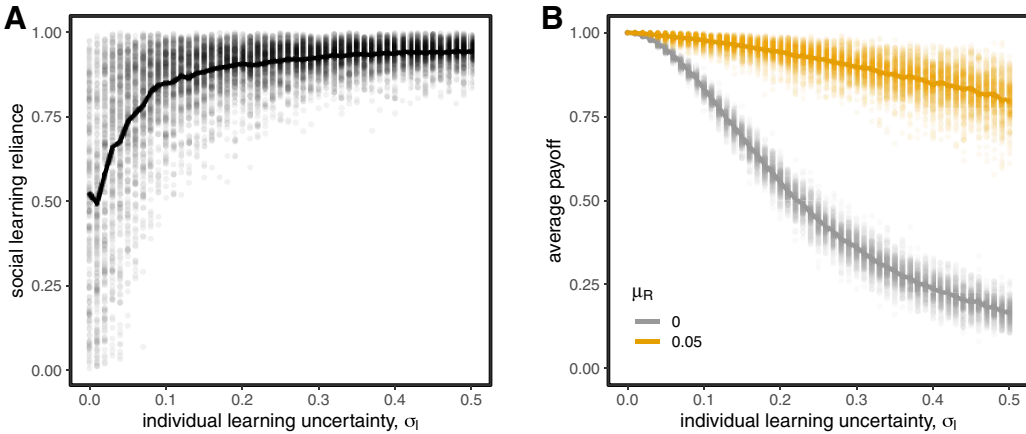 A
social learning reliance
1.00
0.75
0.50
0.25
0.00
0.0 0.1 0.2 0.3 0.4 0.5
individual learning uncertainty, σI
B
average payoff
1.00
0.75
0.50
0.25
0.00
μR
0
0.05
0.0 0.1 0.2 0.3 0.4 0.5
individual learning uncertainty, σI